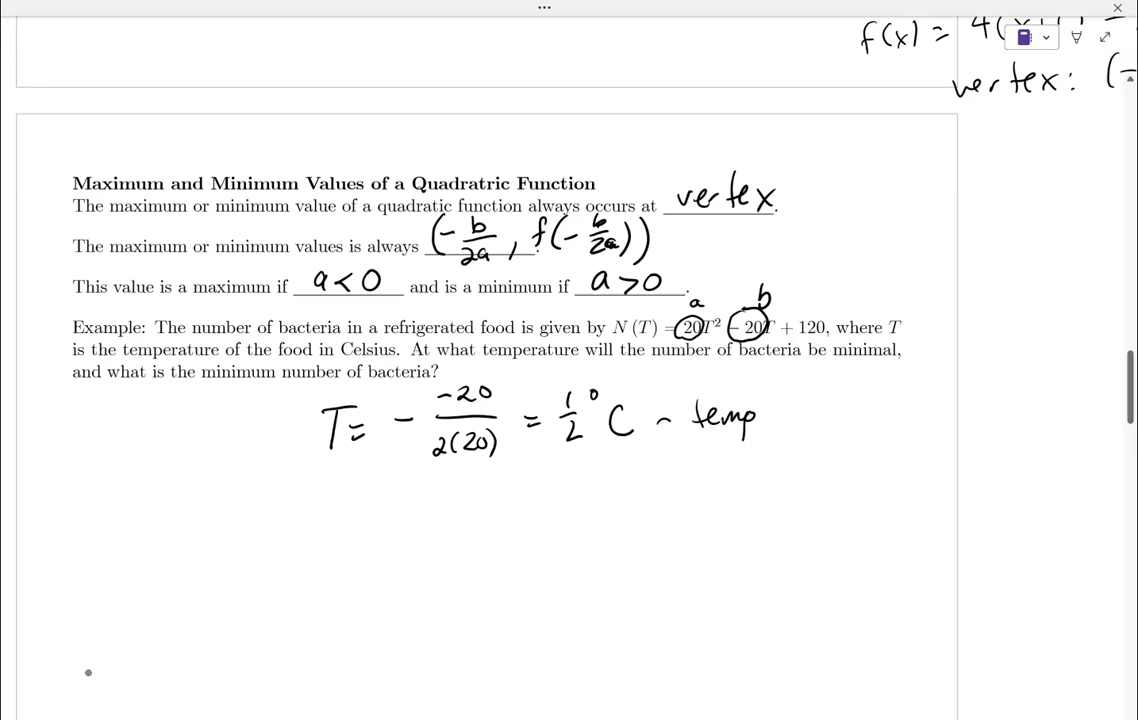 f(x) = 4(x
vertex: (-
Maximum and Minimum Values of a Quadratric Function
The maximum or minimum value of a quadratic function always occurs at vertex.
The maximum or minimum values is always (-b/2a, f(-b/2a)).
This value is a maximum if a < 0 and is a minimum if a > 0.
a b
Example: The number of bacteria in a refrigerated food is given by N (T) = 20T² − 20T + 120, where T
is the temperature of the food in Celsius. At what temperature will the number of bacteria be minimal,
and what is the minimum number of bacteria?
T = - -20/2(20) = 1/2 °C ~ temp